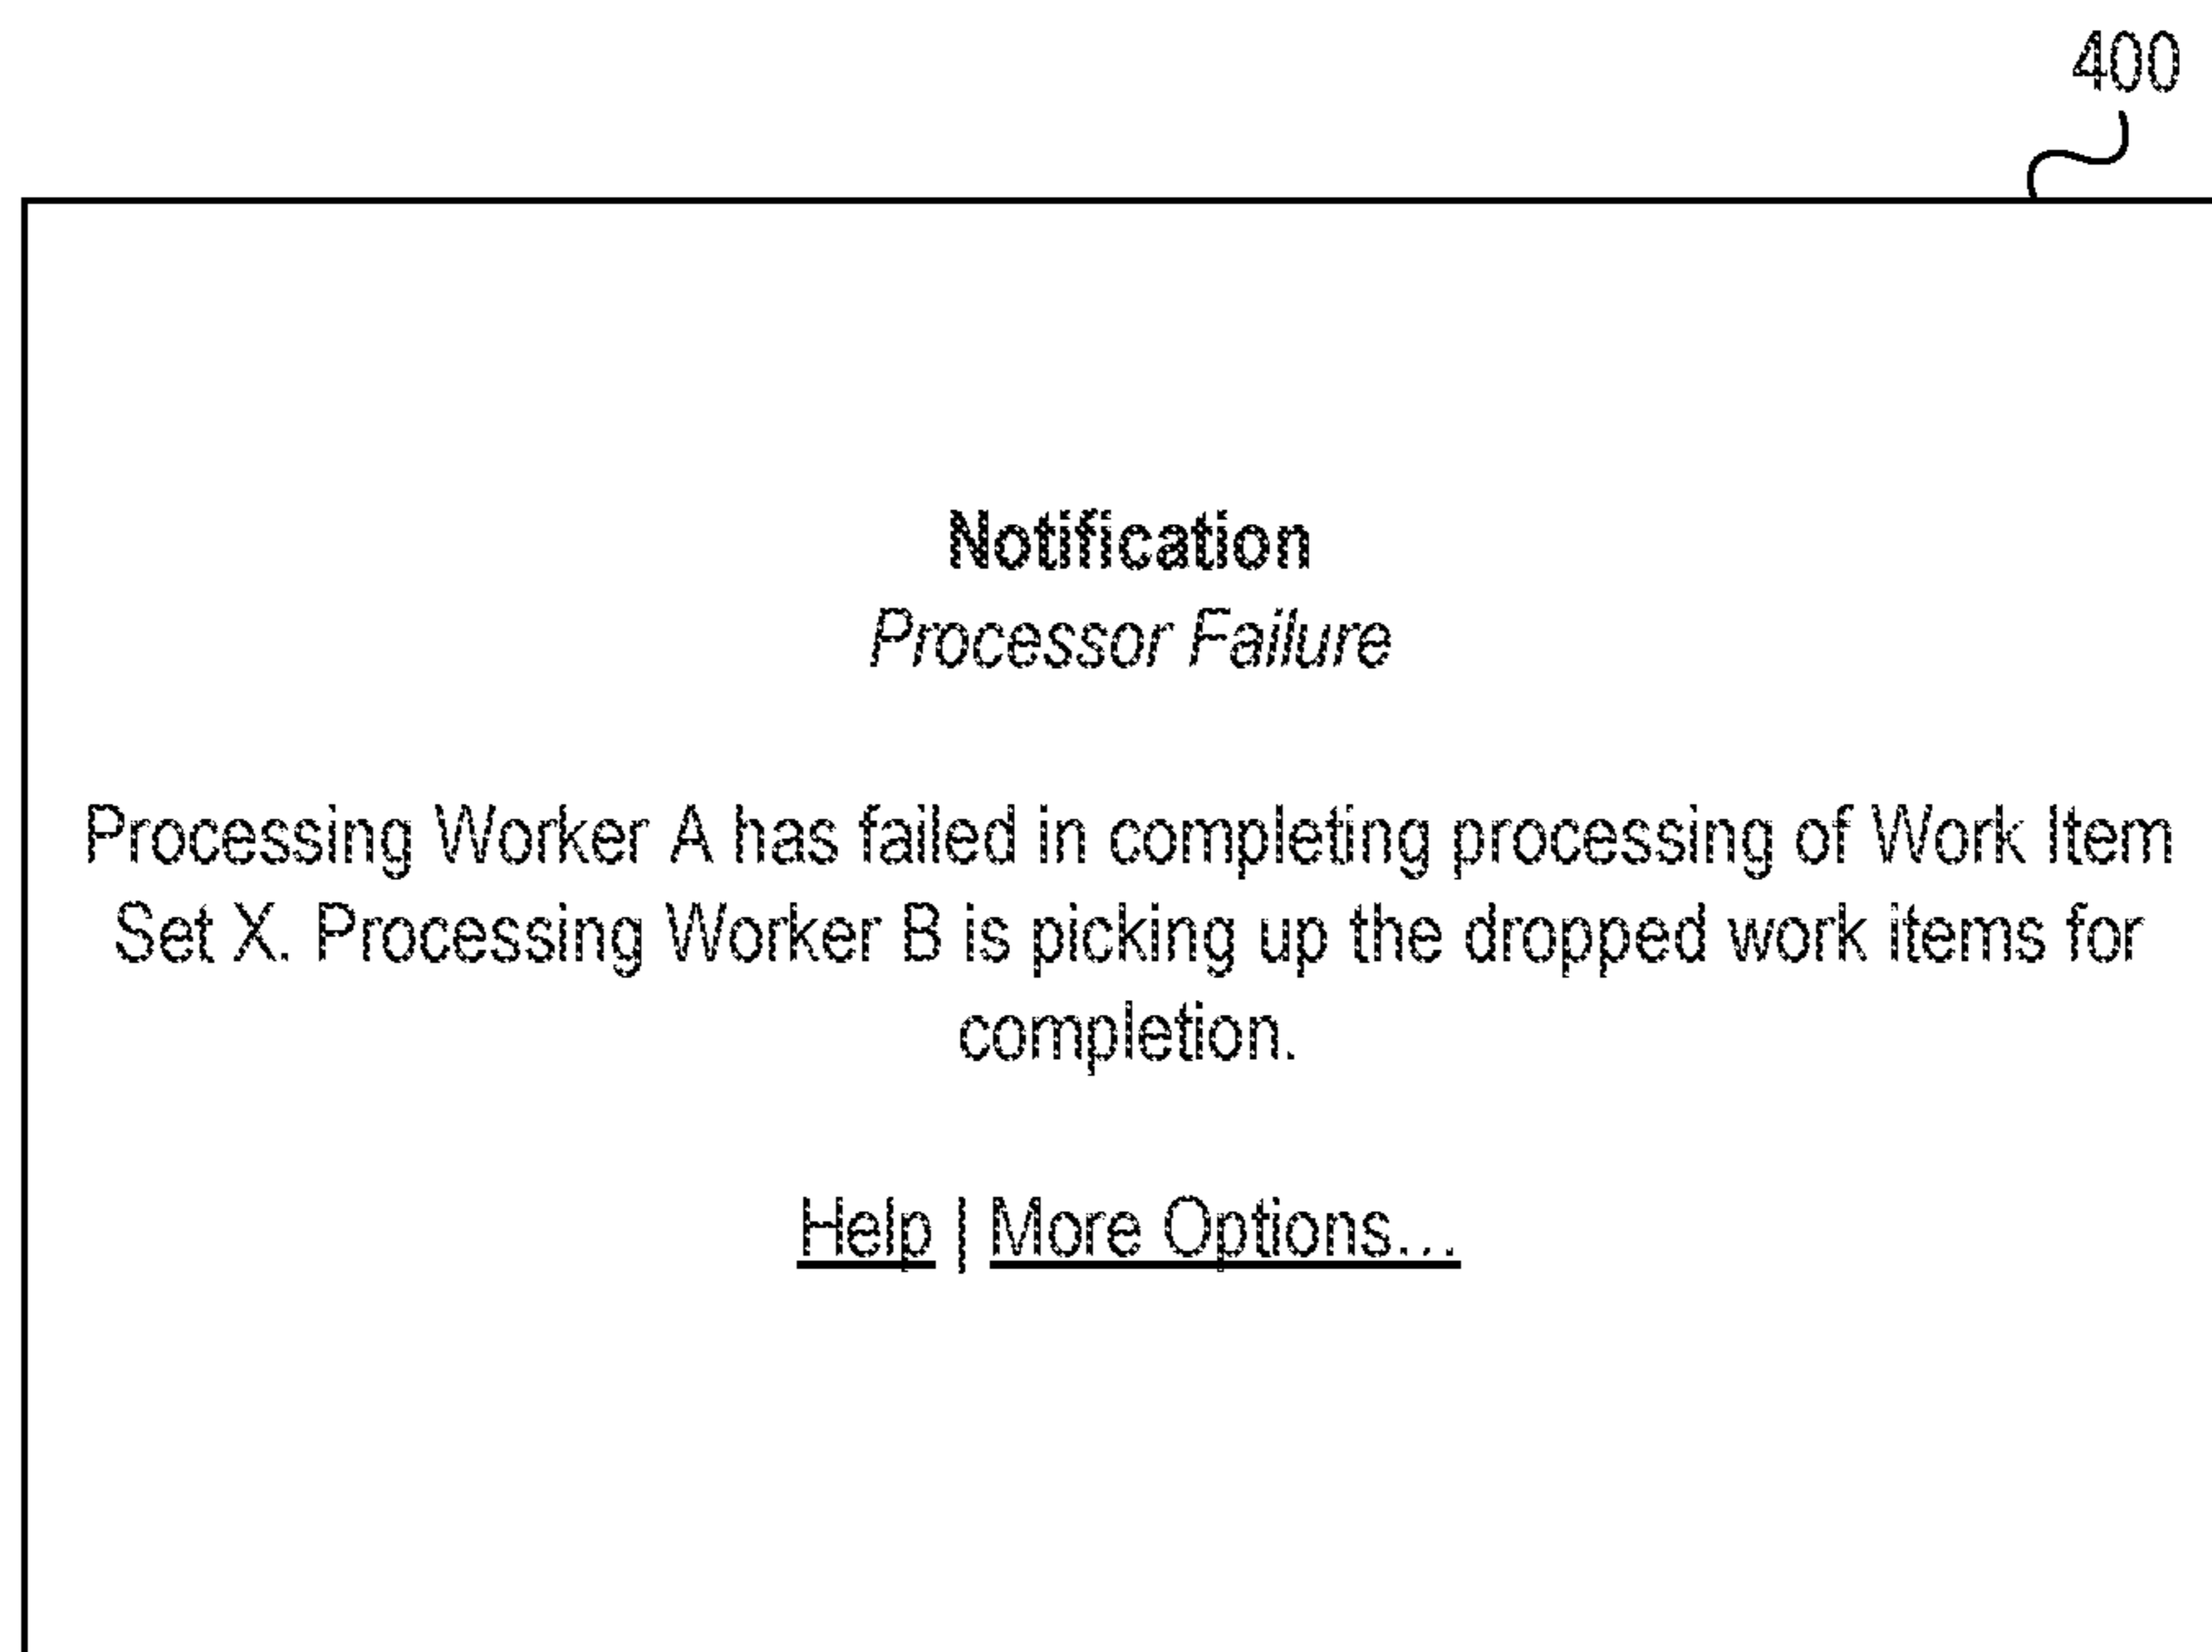 400
Notification
Processor Failure
Processing Worker A has failed in completing processing of Work Item
Set X. Processing Worker B is picking up the dropped work items for
completion.
Help | More Options...